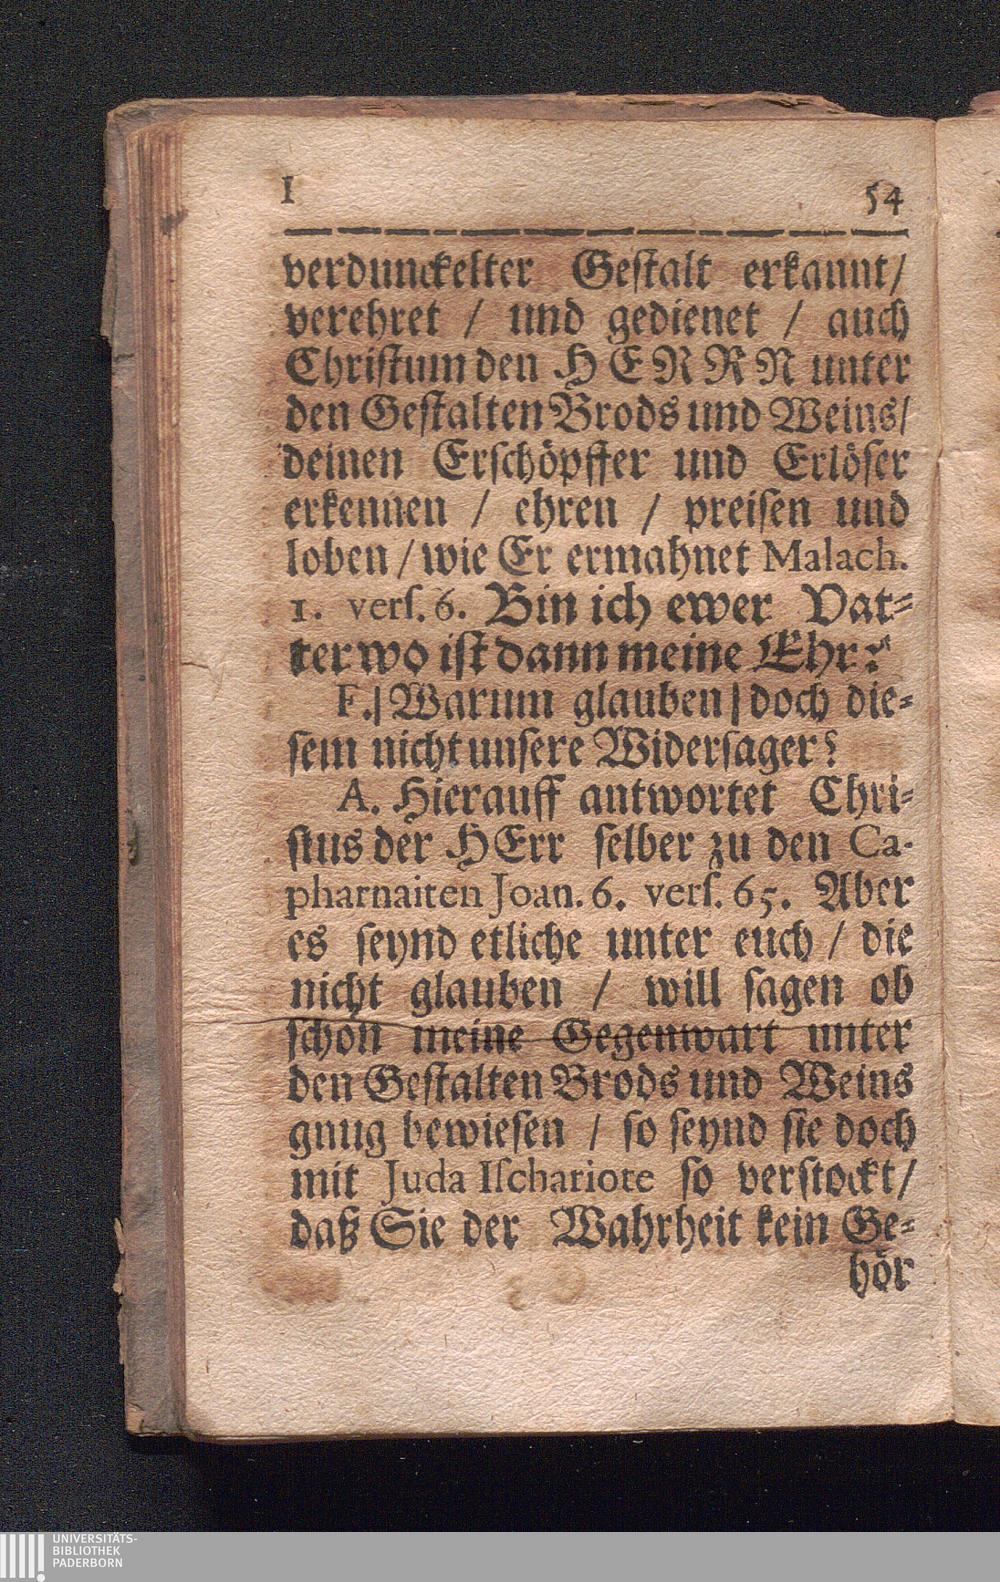 1 54
verdunckelter Gestalt erkannt/
verehret / und gedienet / auch
Christum den HERRN unter
den Gestalten Brods und Weins/
deinen Erschöpffer und Erlöser
erkennen / ehren / preisen und
loben / wie Er ermahnet Malach.
1. vers. 6. Bin ich ewer Vat-
ter wo ist dann meine Ehr?
F. Warum glauben doch die-
sem nicht unsere Widersager?
A. Hierauff antwortet Chri-
stus der HErr selber zu den Ca-
pharnaiten Joan. 6. vers. 65. Aber
es seynd etliche unter euch / die
nicht glauben / will sagen ob
schon meine Gegenwart unter
den Gestalten Brods und Weins
gnug bewiesen / so seynd sie doch
mit Juda Ischariote so verstockt/
daß Sie der Wahrheit kein Ge-
hör
UNIVERSITÄTS-
BIBLIOTHEK
PADERBORN